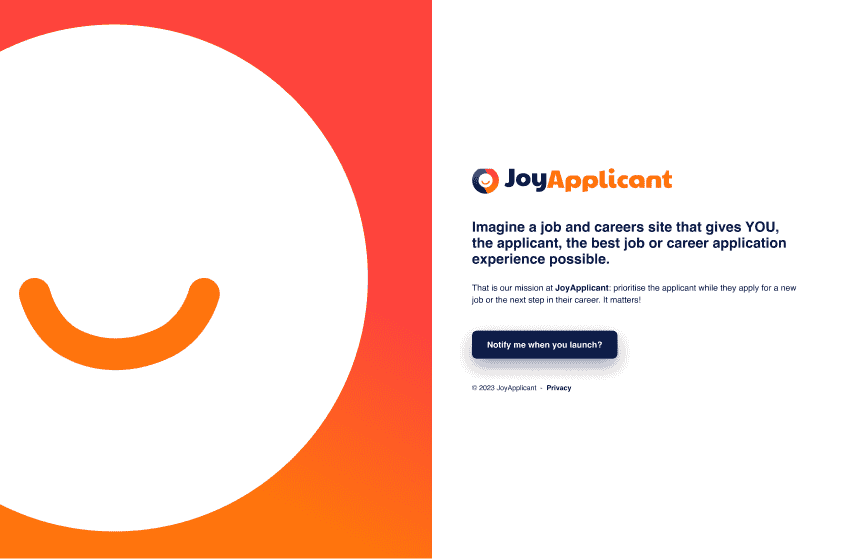 JoyApplicant
Imagine a job and careers site that gives YOU,
the applicant, the best job or career application
experience possible.
That is our mission at JoyApplicant: prioritise the applicant while they apply for a new
job or the next step in their career. It matters!
Notify me when you launch?
© 2023 JoyApplicant - Privacy